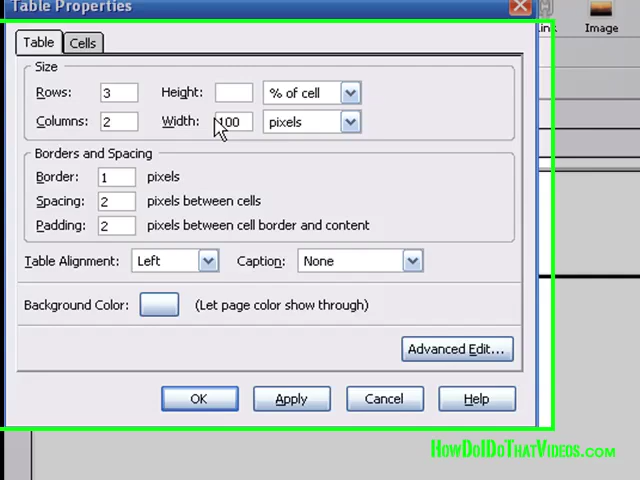 Table Properties
Link Image
Table Cells
Size
Rows: 3 Height: % of cell
Columns: 2 Width: 100 pixels
Borders and Spacing
Border: 1 pixels
Spacing: 2 pixels between cells
Padding: 2 pixels between cell border and content
Table Alignment: Left Caption: None
Background Color: (Let page color show through)
Advanced Edit...
OK Apply Cancel Help
HowDoIDoThatVideos.com